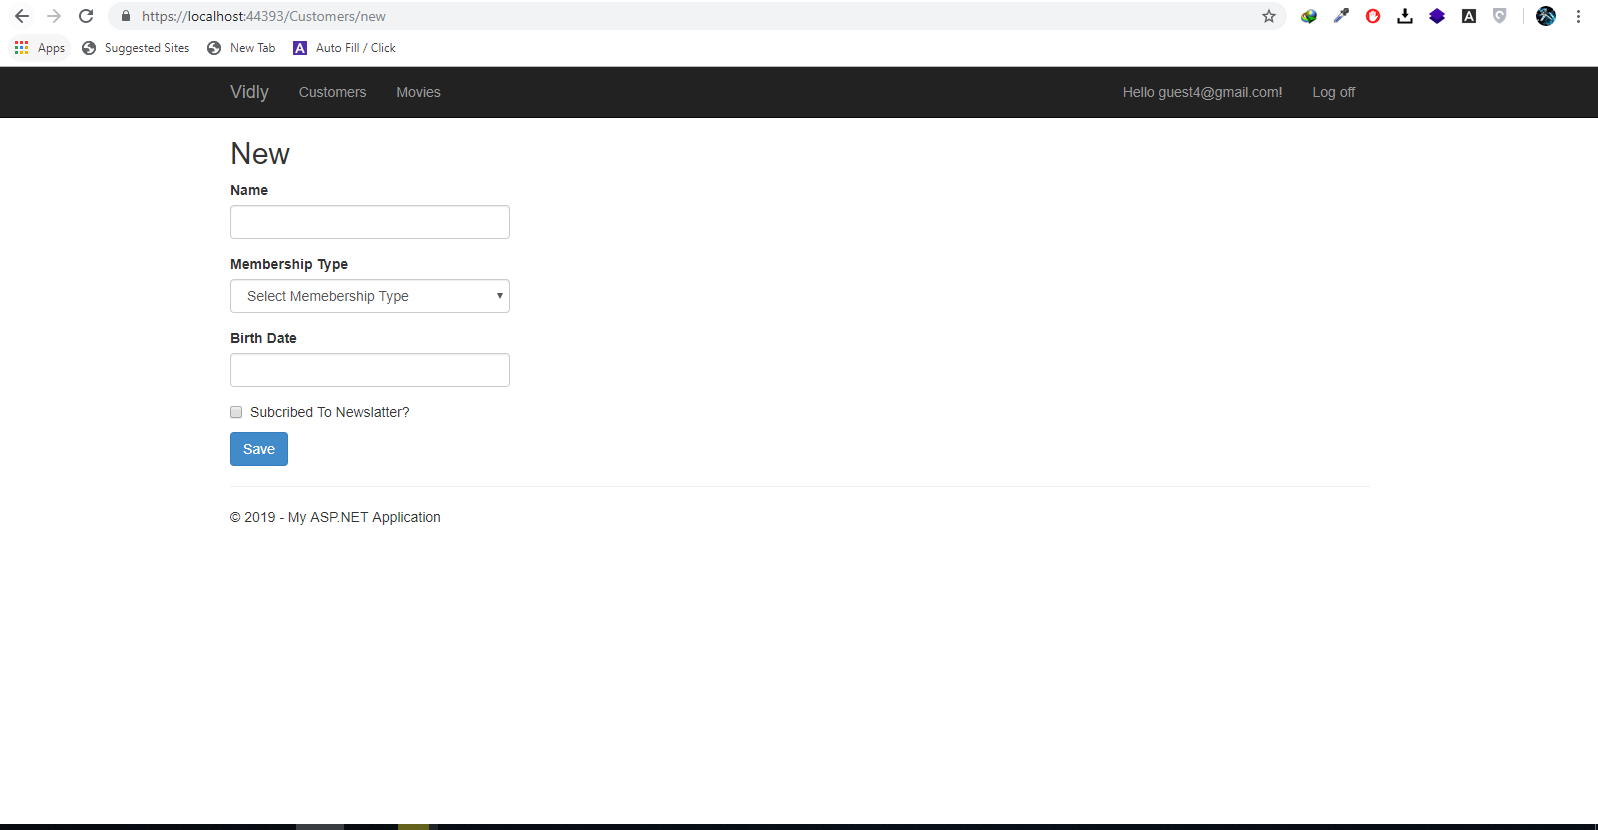 https://localhost:44393/Customers/new
Apps Suggested Sites New Tab A Auto Fill / Click
Vidly Customers Movies Hello guest4@gmail.com! Log off
New
Name
Membership Type
Select Memebership Type
Birth Date
Subcribed To Newslatter?
Save
© 2019 - My ASP.NET Application